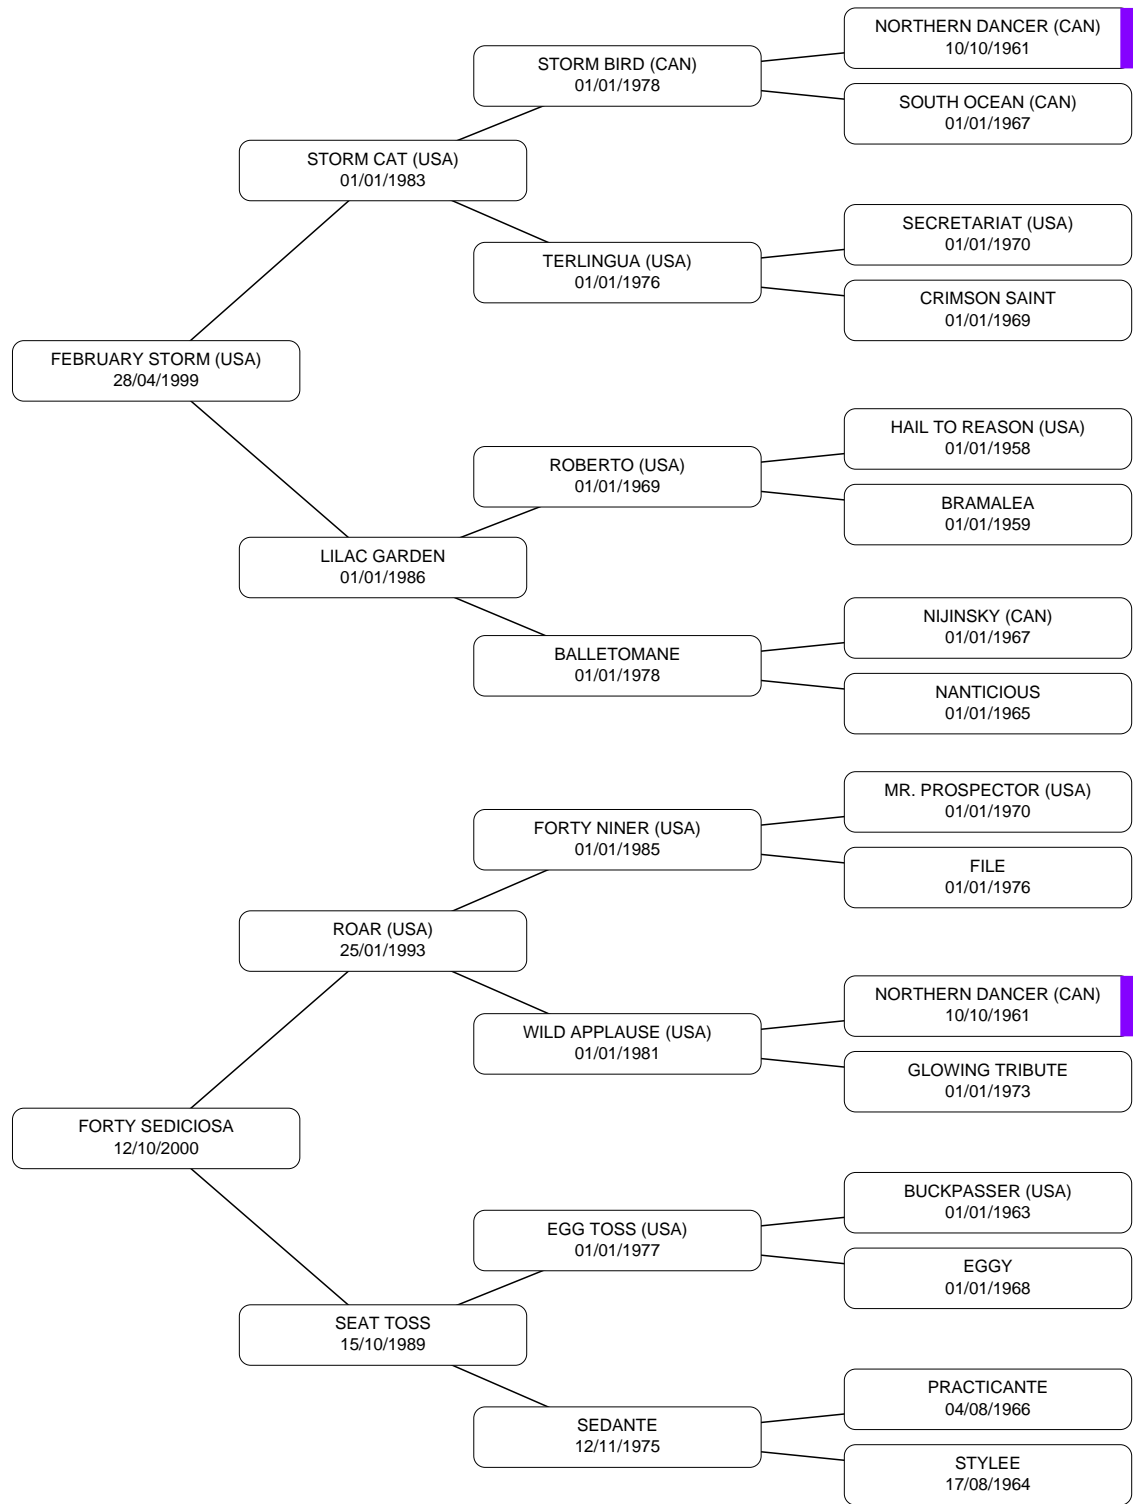 NORTHERN DANCER (CAN)
10/10/1961
STORM BIRD (CAN)
01/01/1978
SOUTH OCEAN (CAN)
01/01/1967
STORM CAT (USA)
01/01/1983
SECRETARIAT (USA)
01/01/1970
TERLINGUA (USA)
01/01/1976
CRIMSON SAINT
01/01/1969
FEBRUARY STORM (USA)
28/04/1999
HAIL TO REASON (USA)
01/01/1958
ROBERTO (USA)
01/01/1969
BRAMALEA
01/01/1959
LILAC GARDEN
01/01/1986
NIJINSKY (CAN)
01/01/1967
BALLETOMANE
01/01/1978
NANTICIOUS
01/01/1965
MR. PROSPECTOR (USA)
01/01/1970
FORTY NINER (USA)
01/01/1985
FILE
01/01/1976
ROAR (USA)
25/01/1993
NORTHERN DANCER (CAN)
10/10/1961
WILD APPLAUSE (USA)
01/01/1981
GLOWING TRIBUTE
01/01/1973
FORTY SEDICIOSA
12/10/2000
BUCKPASSER (USA)
01/01/1963
EGG TOSS (USA)
01/01/1977
EGGY
01/01/1968
SEAT TOSS
15/10/1989
PRACTICANTE
04/08/1966
SEDANTE
12/11/1975
STYLEE
17/08/1964